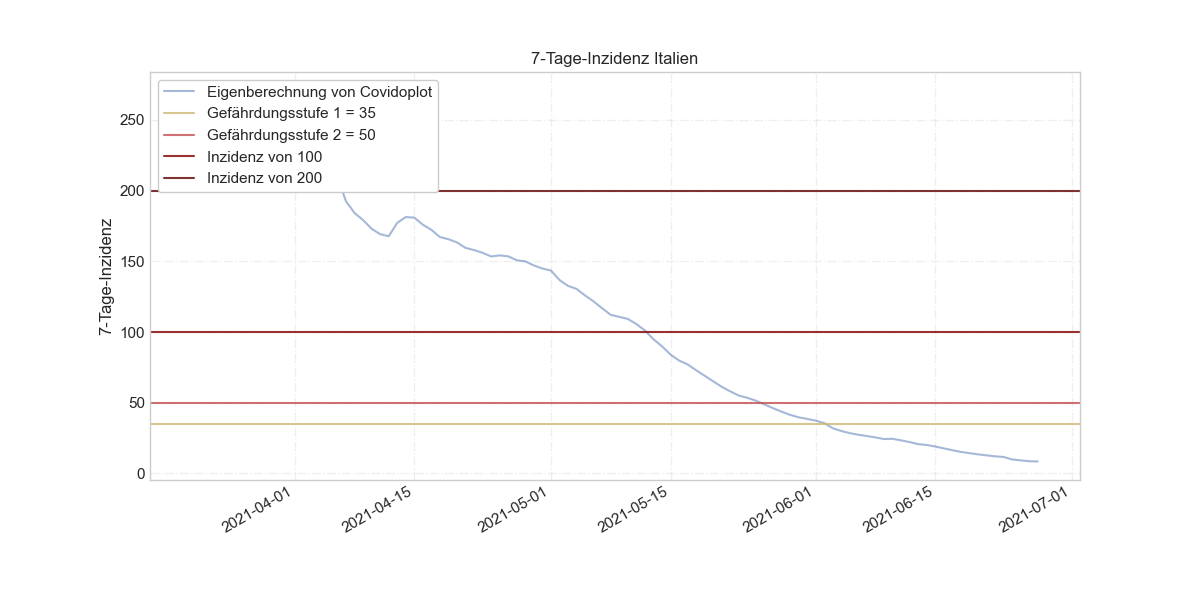 7-Tage-Inzidenz Italien
Eigenberechnung von Covidoplot
Gefährdungsstufe 1 = 35
Gefährdungsstufe 2 = 50
Inzidenz von 100
Inzidenz von 200
7-Tage-Inzidenz
250
200
150
100
50
0
2021-04-01
2021-04-15
2021-05-01
2021-05-15
2021-06-01
2021-06-15
2021-07-01